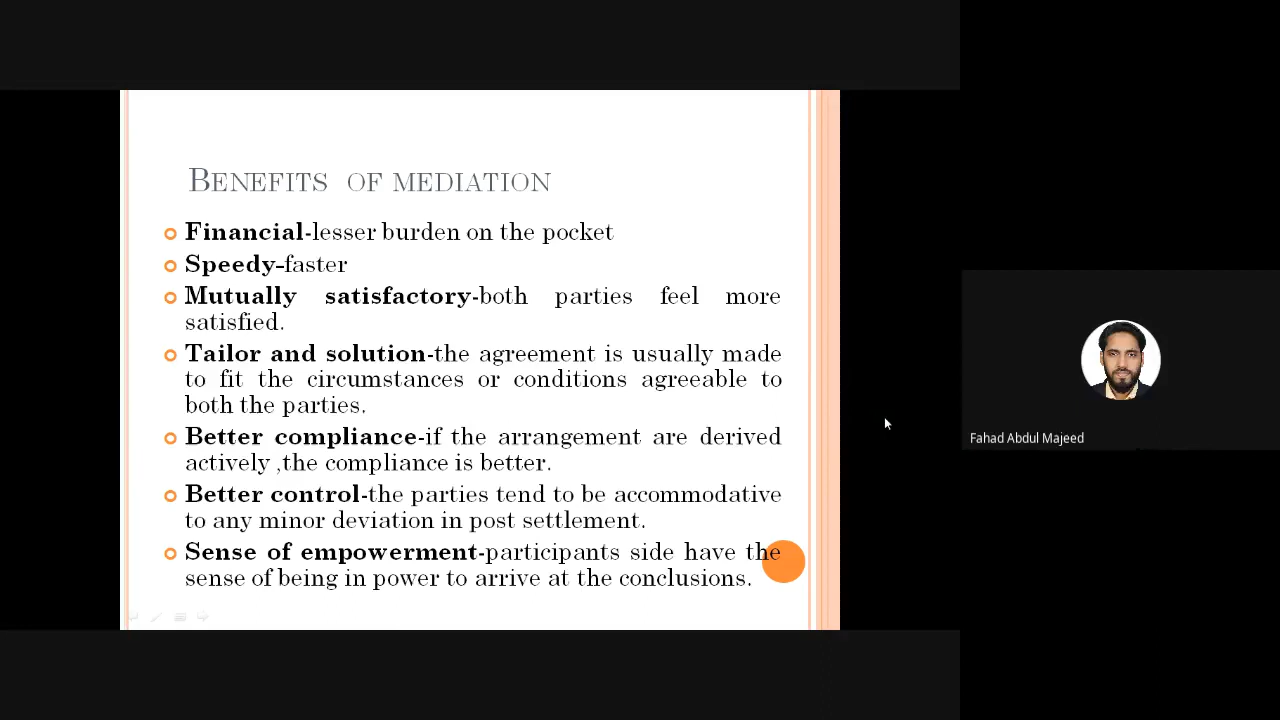 BENEFITS OF MEDIATION
Financial-lesser burden on the pocket
Speedy-faster
Mutually satisfactory-both parties feel more
satisfied.
Tailor and solution-the agreement is usually made
to fit the circumstances or conditions agreeable to
both the parties.
Better compliance-if the arrangement are derived
actively ,the compliance is better.
Better control-the parties tend to be accommodative
to any minor deviation in post settlement.
Sense of empowerment-participants side have the
sense of being in power to arrive at the conclusions.
Fahad Abdul Majeed